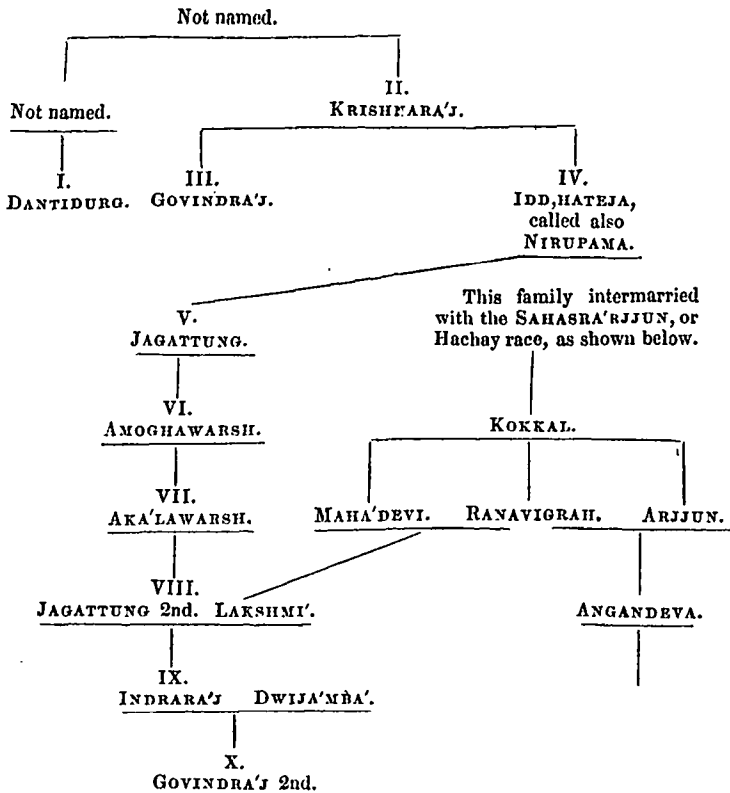 Not named.
II.
Not named. KRISHNARA'J.
I. III. IV.
DANTIDURG. GOVINDRA'J. IDD,HATEJA,
called also
NIRUPAMA.
This family intermarried
V. with the SAHASRA'RJJUN, or
JAGATTUNG. Hachay race, as shown below.
VI.
AMOGHAWARSH. KOKKAL.
VII.
AKA'LAWARSH. MAHA'DEVI. RANAVIGRAH. ARJJUN.
VIII.
JAGATTUNG 2nd. LAKSHMI'. ANGANDEVA.
IX.
INDRARA'J DWIJA'MBA'.
X.
GOVINDRA'J 2nd.